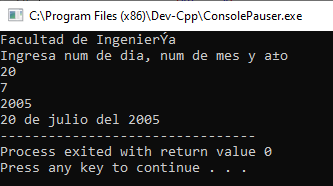 C:\Program Files (x86)\Dev-Cpp\ConsolePauser.exe
Facultad de IngenierÝa
Ingresa num de dia, num de mes y a±o
20
7
2005
20 de julio del 2005
--------------------------------
Process exited with return value 0
Press any key to continue . . .